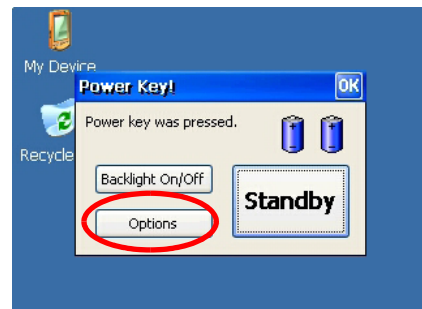 My Device
Power Key!
OK
Power key was pressed.
Recycle
Backlight On/Off
Standby
Options